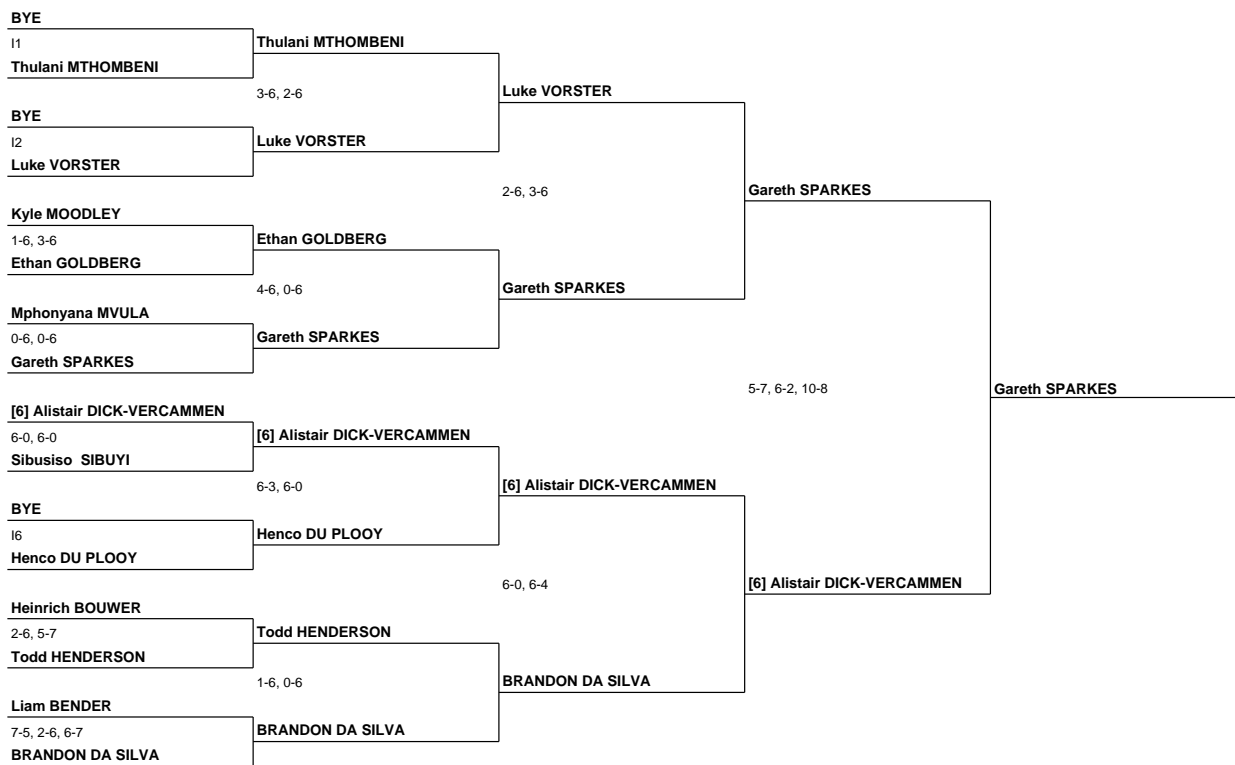 BYE
I1
Thulani MTHOMBENI
Thulani MTHOMBENI
3-6, 2-6
Luke VORSTER
BYE
I2
Luke VORSTER
Luke VORSTER
2-6, 3-6
Gareth SPARKES
Kyle MOODLEY
1-6, 3-6
Ethan GOLDBERG
Ethan GOLDBERG
4-6, 0-6
Gareth SPARKES
Mphonyana MVULA
0-6, 0-6
Gareth SPARKES
Gareth SPARKES
5-7, 6-2, 10-8
Gareth SPARKES
[6] Alistair DICK-VERCAMMEN
6-0, 6-0
[6] Alistair DICK-VERCAMMEN
Sibusiso SIBUYI
6-3, 6-0
[6] Alistair DICK-VERCAMMEN
BYE
I6
Henco DU PLOOY
Henco DU PLOOY
6-0, 6-4
[6] Alistair DICK-VERCAMMEN
Heinrich BOUWER
2-6, 5-7
Todd HENDERSON
Todd HENDERSON
1-6, 0-6
BRANDON DA SILVA
Liam BENDER
7-5, 2-6, 6-7
BRANDON DA SILVA
BRANDON DA SILVA